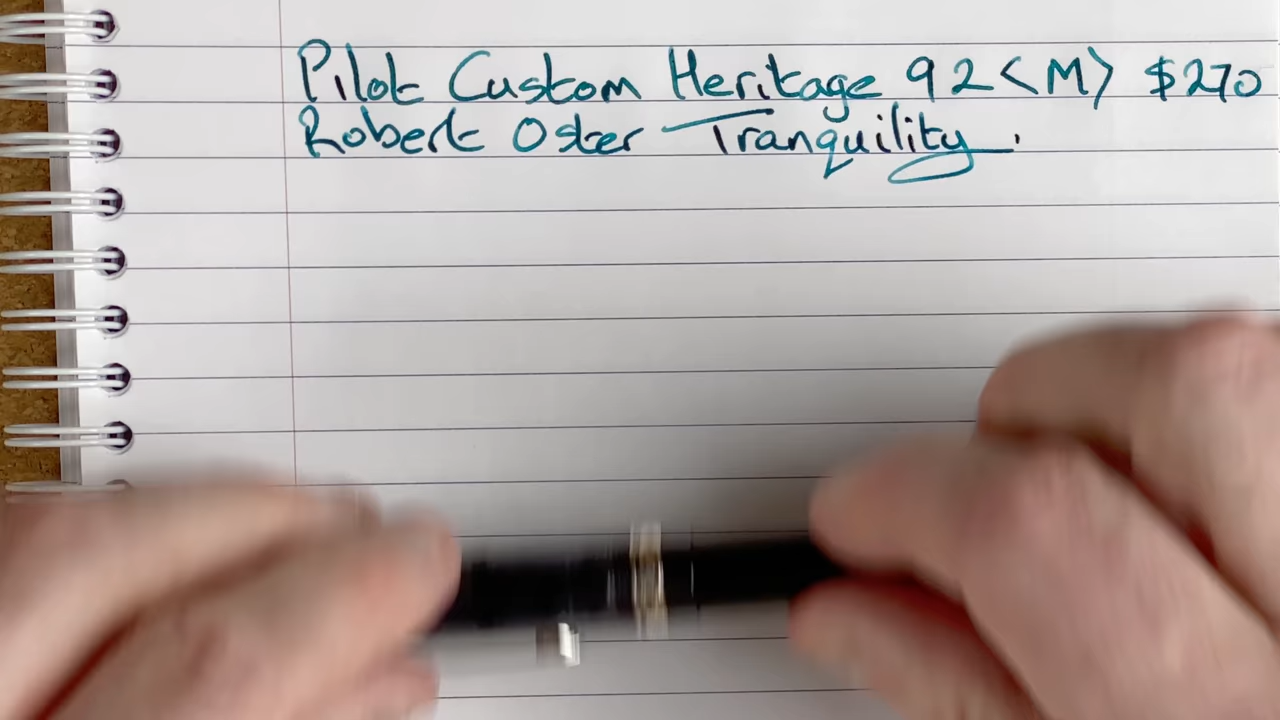 Pilot Custom Heritage 92 <M> $270
Robert Oster Tranquility.